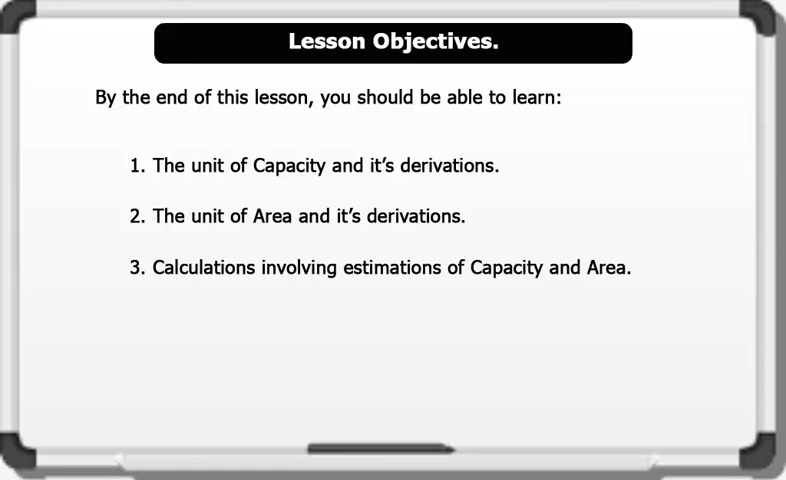 Lesson Objectives.
By the end of this lesson, you should be able to learn:
1. The unit of Capacity and it’s derivations.
2. The unit of Area and it’s derivations.
3. Calculations involving estimations of Capacity and Area.